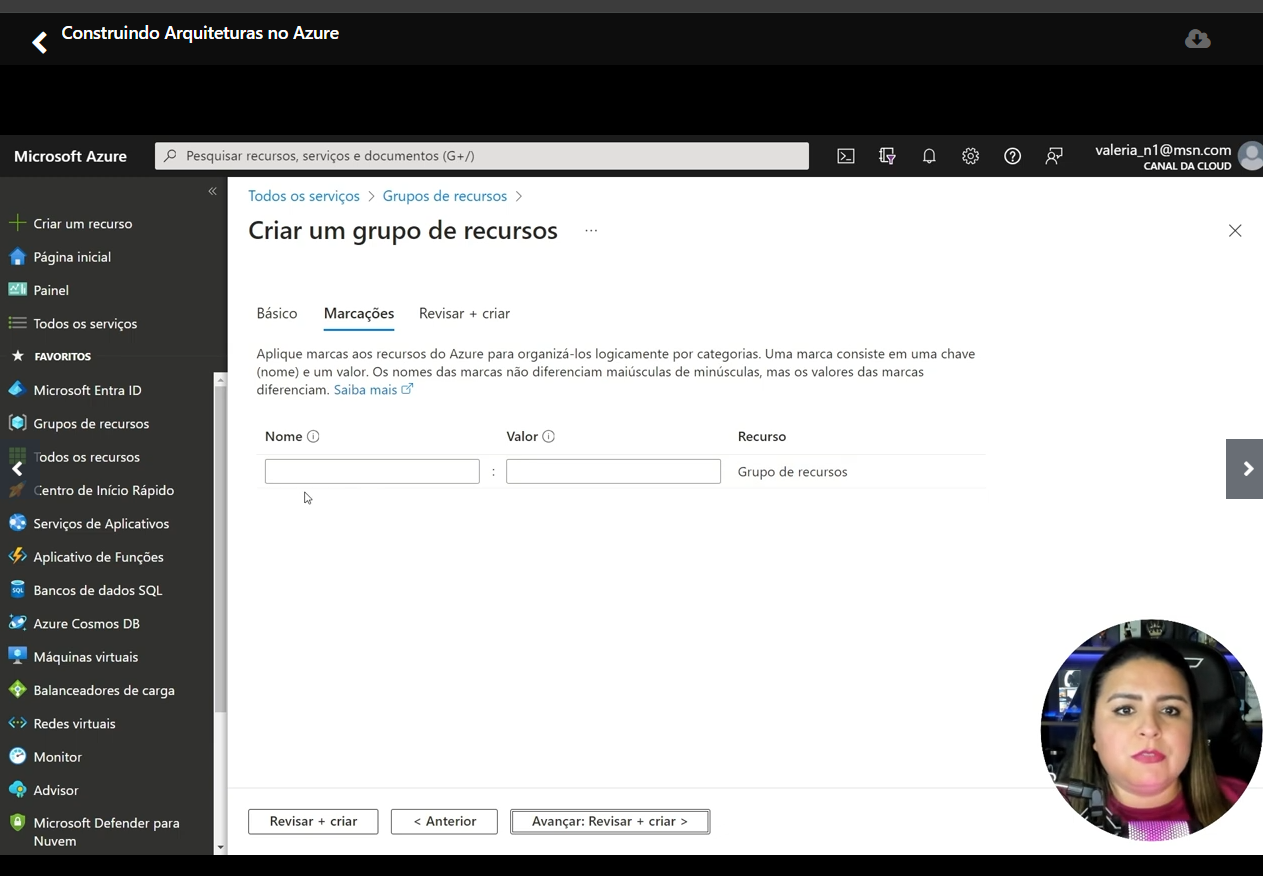 Construindo Arquiteturas no Azure
Microsoft Azure
Pesquisar recursos, serviços e documentos (G+/)
valeria_n1@msn.com
CANAL DA CLOUD
Criar um recurso
Página inicial
Painel
Todos os serviços
FAVORITOS
Microsoft Entra ID
Grupos de recursos
Todos os recursos
Centro de Início Rápido
Serviços de Aplicativos
Aplicativo de Funções
Bancos de dados SQL
Azure Cosmos DB
Máquinas virtuais
Balanceadores de carga
Redes virtuais
Monitor
Advisor
Microsoft Defender para
Nuvem
Todos os serviços > Grupos de recursos >
Criar um grupo de recursos ...
Básico Marcações Revisar + criar
Aplique marcas aos recursos do Azure para organizá-los logicamente por categorias. Uma marca consiste em uma chave
(nome) e um valor. Os nomes das marcas não diferenciam maiúsculas de minúsculas, mas os valores das marcas
diferenciam. Saiba mais
Nome Valor Recurso
: Grupo de recursos
Revisar + criar < Anterior Avançar: Revisar + criar >